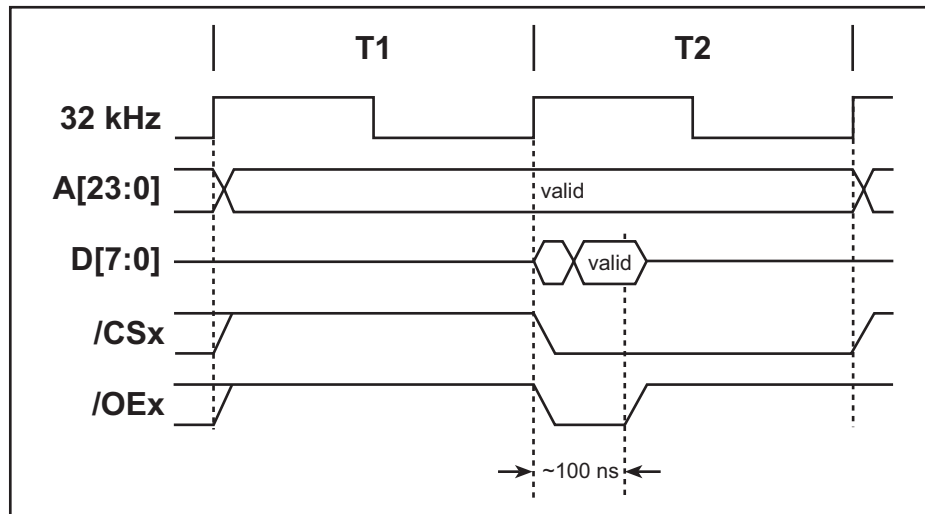 T1 T2
32 kHz
A[23:0] valid
D[7:0] valid
/CSx
/OEx
~100 ns